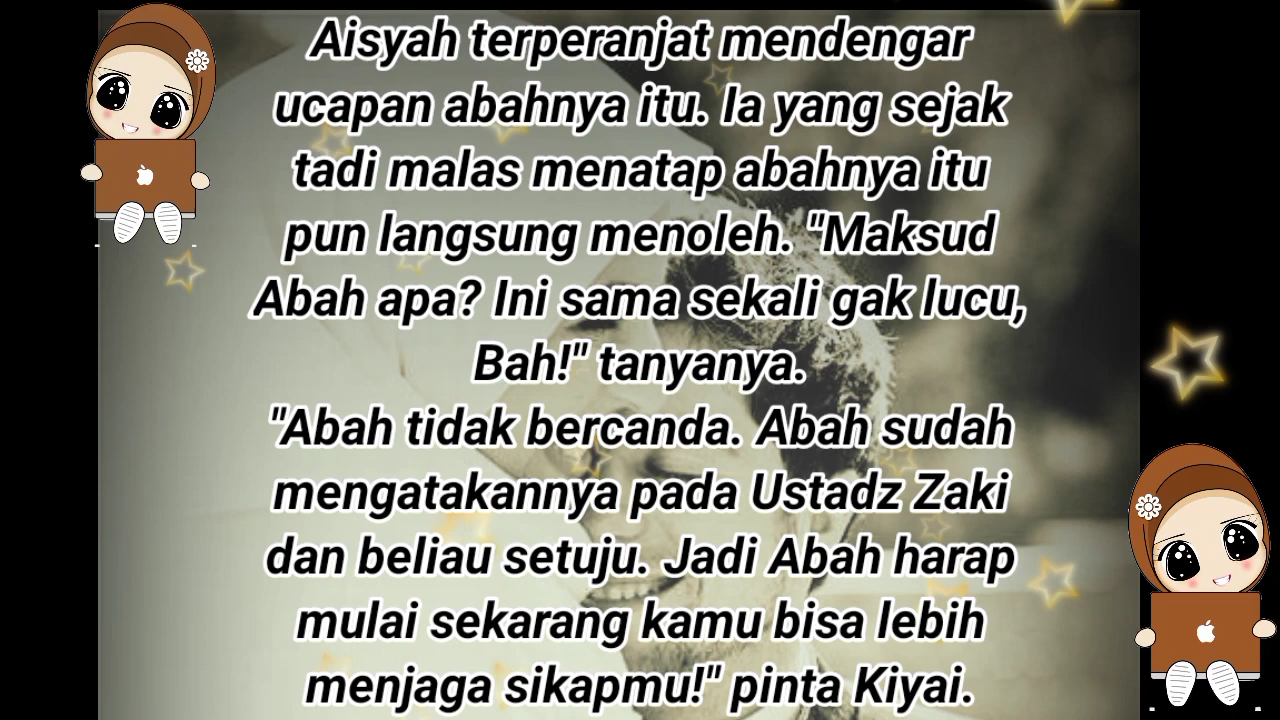 Aisyah terperanjat mendengar
ucapan abahnya itu. Ia yang sejak
tadi malas menatap abahnya itu
pun langsung menoleh. "Maksud
Abah apa? Ini sama sekali gak lucu,
Bah!" tanyanya.
"Abah tidak bercanda. Abah sudah
mengatakannya pada Ustadz Zaki
dan beliau setuju. Jadi Abah harap
mulai sekarang kamu bisa lebih
menjaga sikapmu!" pinta Kiyai.